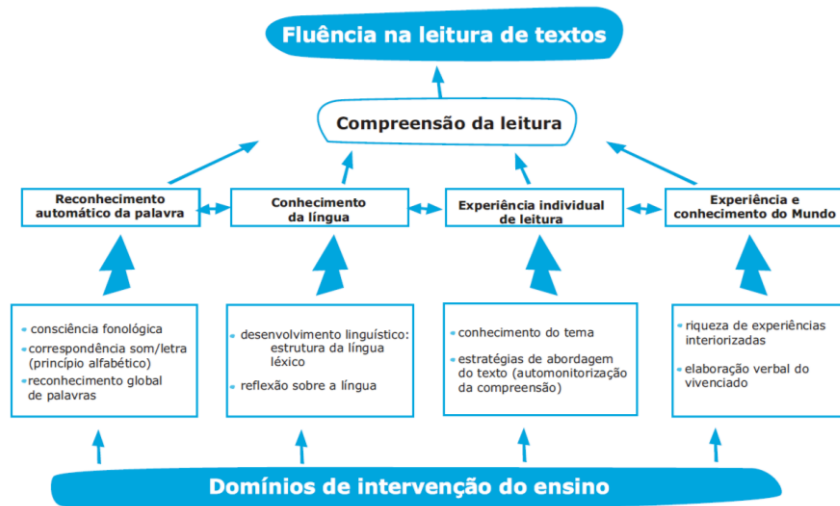 Fluência na leitura de textos
Compreensão da leitura
Reconhecimento
automático da palavra
Conhecimento
da língua
Experiência individual
de leitura
Experiência e
conhecimento do Mundo
• consciência fonológica
• correspondência som/letra
(princípio alfabético)
• reconhecimento global
de palavras
• desenvolvimento linguístico:
estrutura da língua
léxico
• reflexão sobre a língua
• conhecimento do tema
• estratégias de abordagem
do texto (automonitorização
da compreensão)
• riqueza de experiências
interiorizadas
• elaboração verbal do
vivenciado
Domínios de intervenção do ensino